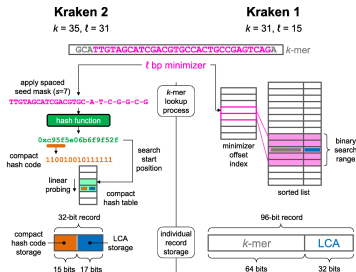 Kraken 2
k = 35, ℓ = 31
Kraken 1
k = 31, ℓ = 15
GCATTGTAGCATCGACGTGCCACTGCCGAGTCAGA k-mer
ℓ bp minimizer
apply spaced
seed mask (s=7)
TTGTAGCATCGACGTGC-A-T-C-G-G-C-G
hash function
0xc95f5e06b6f9f52f
compact
hash code
110010010111111
search
start
position
linear
probing
compact
hash table
k-mer
lookup
process
minimizer
offset
index
sorted list
binary
search
range
32-bit record
compact
hash code
storage
LCA
storage
15 bits
17 bits
individual
record
storage
96-bit record
k-mer
LCA
64 bits
32 bits